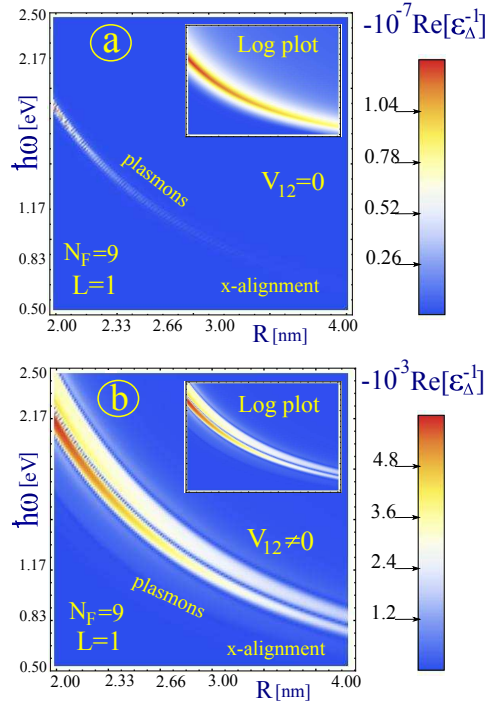 -10⁻⁷Re[ε_Δ⁻¹]
2.50
a
Log plot
2.17
1.04
ħω [eV]
plasmons
0.78
V₁₂=0
0.52
1.17
N_F=9
0.83
0.26
L=1
x-alignment
0.50
2.00 2.33 2.66 3.00 4.00
R [nm]
-10⁻³Re[ε_Δ⁻¹]
2.50
b
Log plot
2.17
4.8
ħω [eV]
3.6
V₁₂≠0
2.4
1.17
plasmons
N_F=9
1.2
0.83
L=1
x-alignment
0.50
2.00 2.33 2.66 3.00 4.00
R [nm]